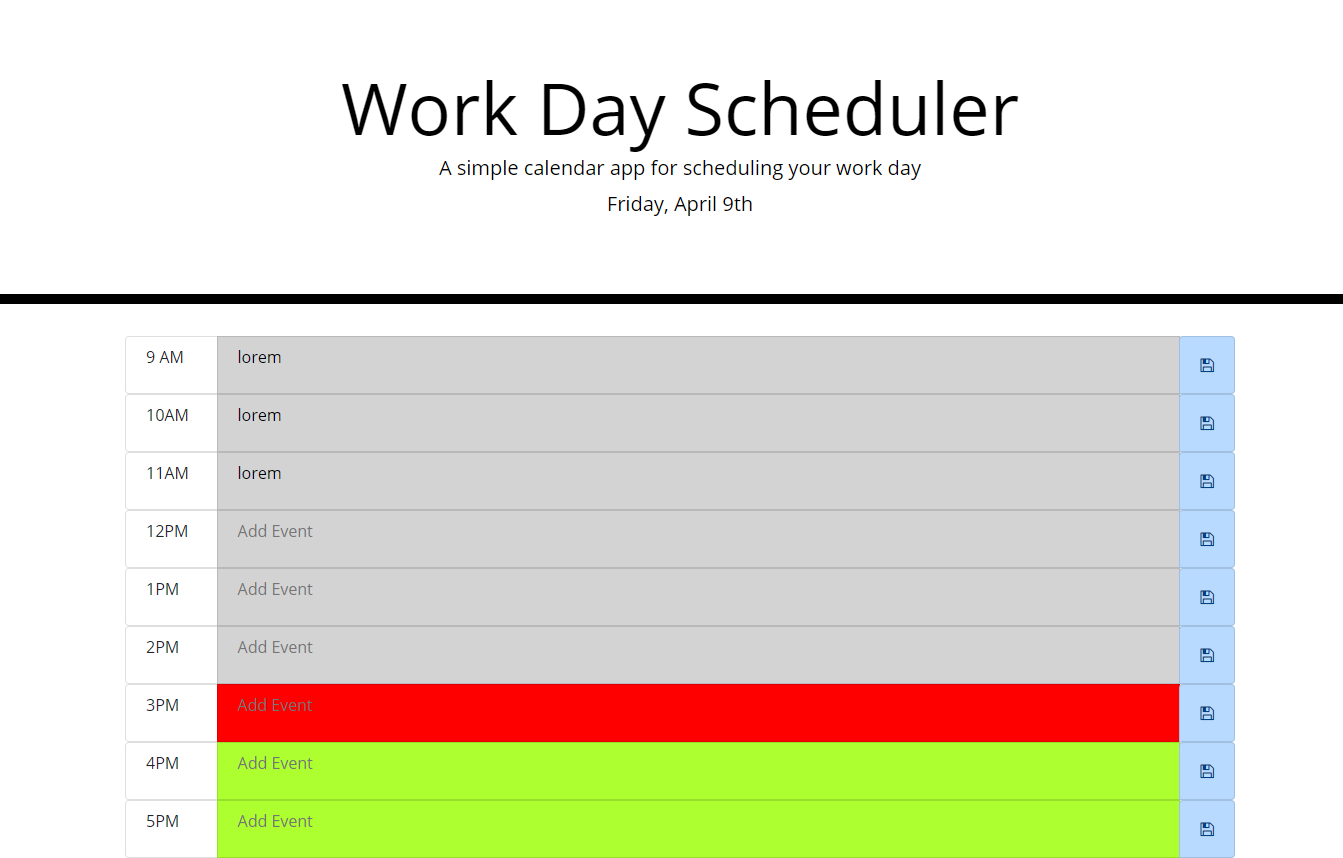 Work Day Scheduler
A simple calendar app for scheduling your work day
Friday, April 9th
9 AM lorem
10AM lorem
11AM lorem
12PM Add Event
1PM Add Event
2PM Add Event
3PM Add Event
4PM Add Event
5PM Add Event